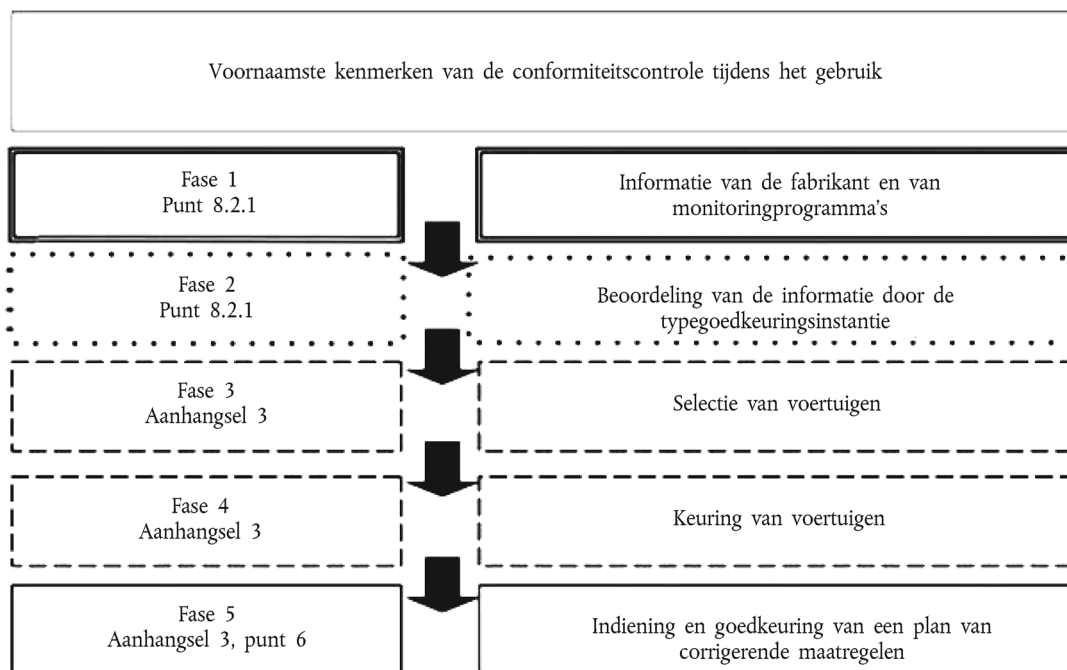 Voornaamste kenmerken van de conformiteitscontrole tijdens het gebruik
Fase 1
Punt 8.2.1
Informatie van de fabrikant en van
monitoringprogramma's
Fase 2
Punt 8.2.1
Beoordeling van de informatie door de
typegoedkeuringsinstantie
Fase 3
Aanhangsel 3
Selectie van voertuigen
Fase 4
Aanhangsel 3
Keuring van voertuigen
Fase 5
Aanhangsel 3, punt 6
Indiening en goedkeuring van een plan van
corrigerende maatregelen